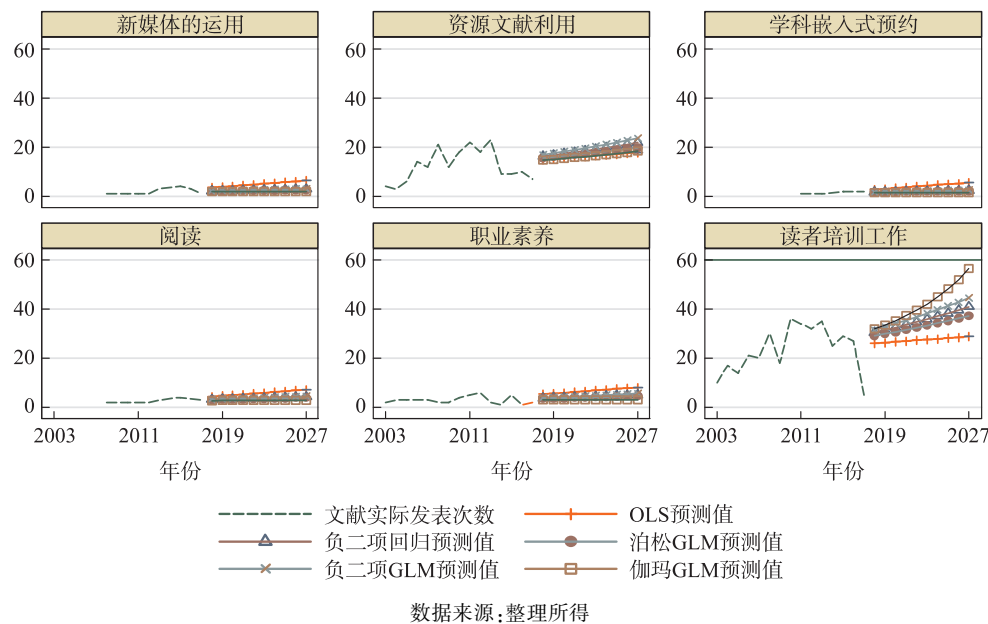 新媒体的运用 资源文献利用 学科嵌入式预约
60 60 60
40 40 40
20 20 20
0 0 0
阅读 职业素养 读者培训工作
60 60 60
40 40 40
20 20 20
0 0 0
2003 2011 2019 2027 2003 2011 2019 2027 2003 2011 2019 2027
年份 年份 年份
文献实际发表次数 OLS预测值
负二项回归预测值 泊松GLM预测值
负二项GLM预测值 伽玛GLM预测值
数据来源:整理所得